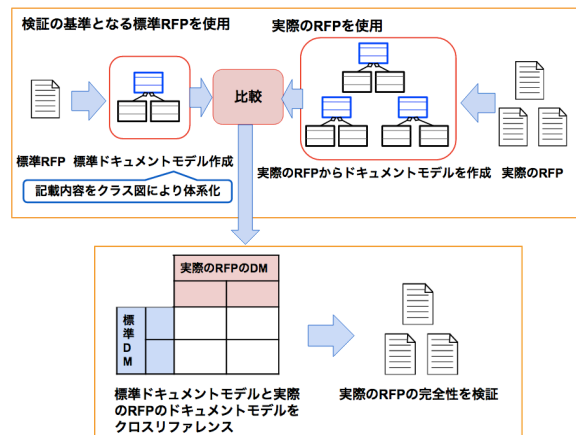 検証の基準となる標準RFPを使用
実際のRFPを使用
比較
標準RFP 標準ドキュメントモデル作成
実際のRFPからドキュメントモデルを作成
実際のRFP
記載内容をクラス図により体系化
実際のRFPのDM
標準DM
標準ドキュメントモデルと実際
のRFPのドキュメントモデルを
クロスリファレンス
実際のRFPの完全性を検証